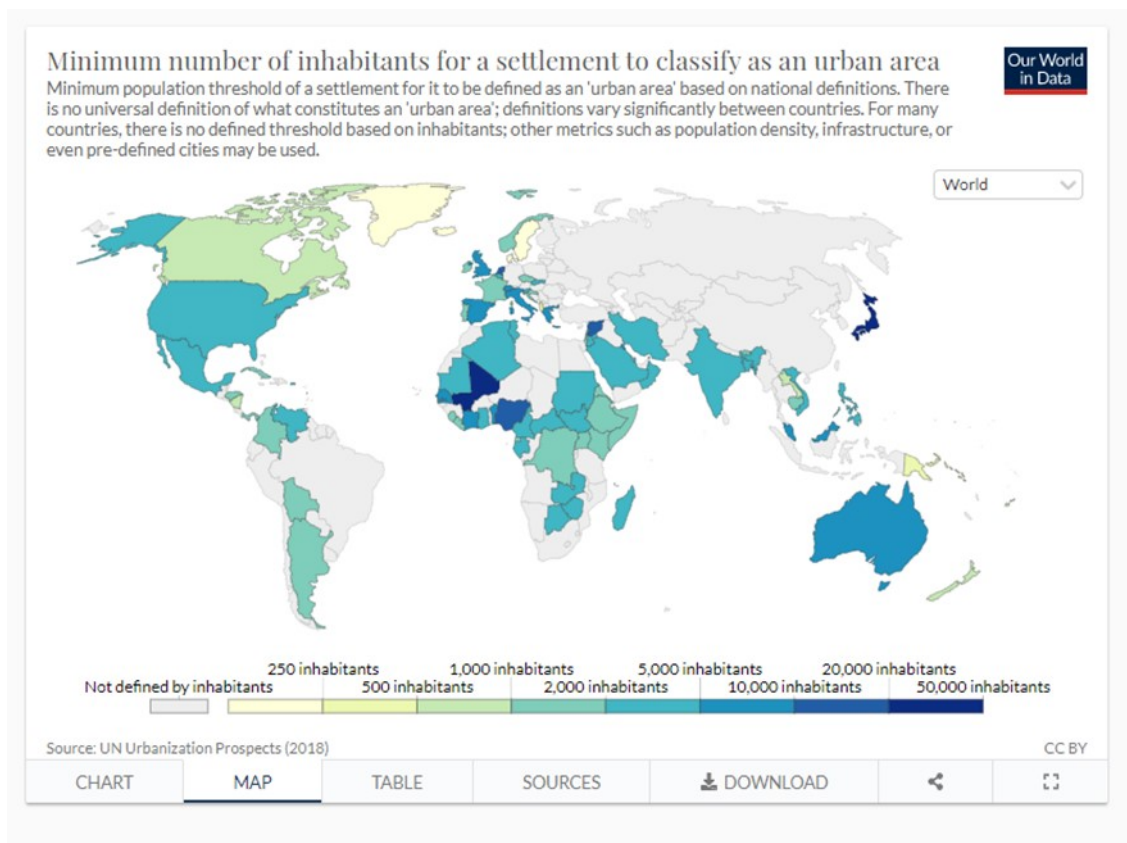 Minimum number of inhabitants for a settlement to classify as an urban area
Our World
in Data
Minimum population threshold of a settlement for it to be defined as an 'urban area' based on national definitions. There
is no universal definition of what constitutes an 'urban area'; definitions vary significantly between countries. For many
countries, there is no defined threshold based on inhabitants; other metrics such as population density, infrastructure, or
even pre-defined cities may be used.
World
250 inhabitants 1,000 inhabitants 5,000 inhabitants 20,000 inhabitants
Not defined by inhabitants 500 inhabitants 2,000 inhabitants 10,000 inhabitants 50,000 inhabitants
Source: UN Urbanization Prospects (2018) CC BY
CHART MAP TABLE SOURCES DOWNLOAD